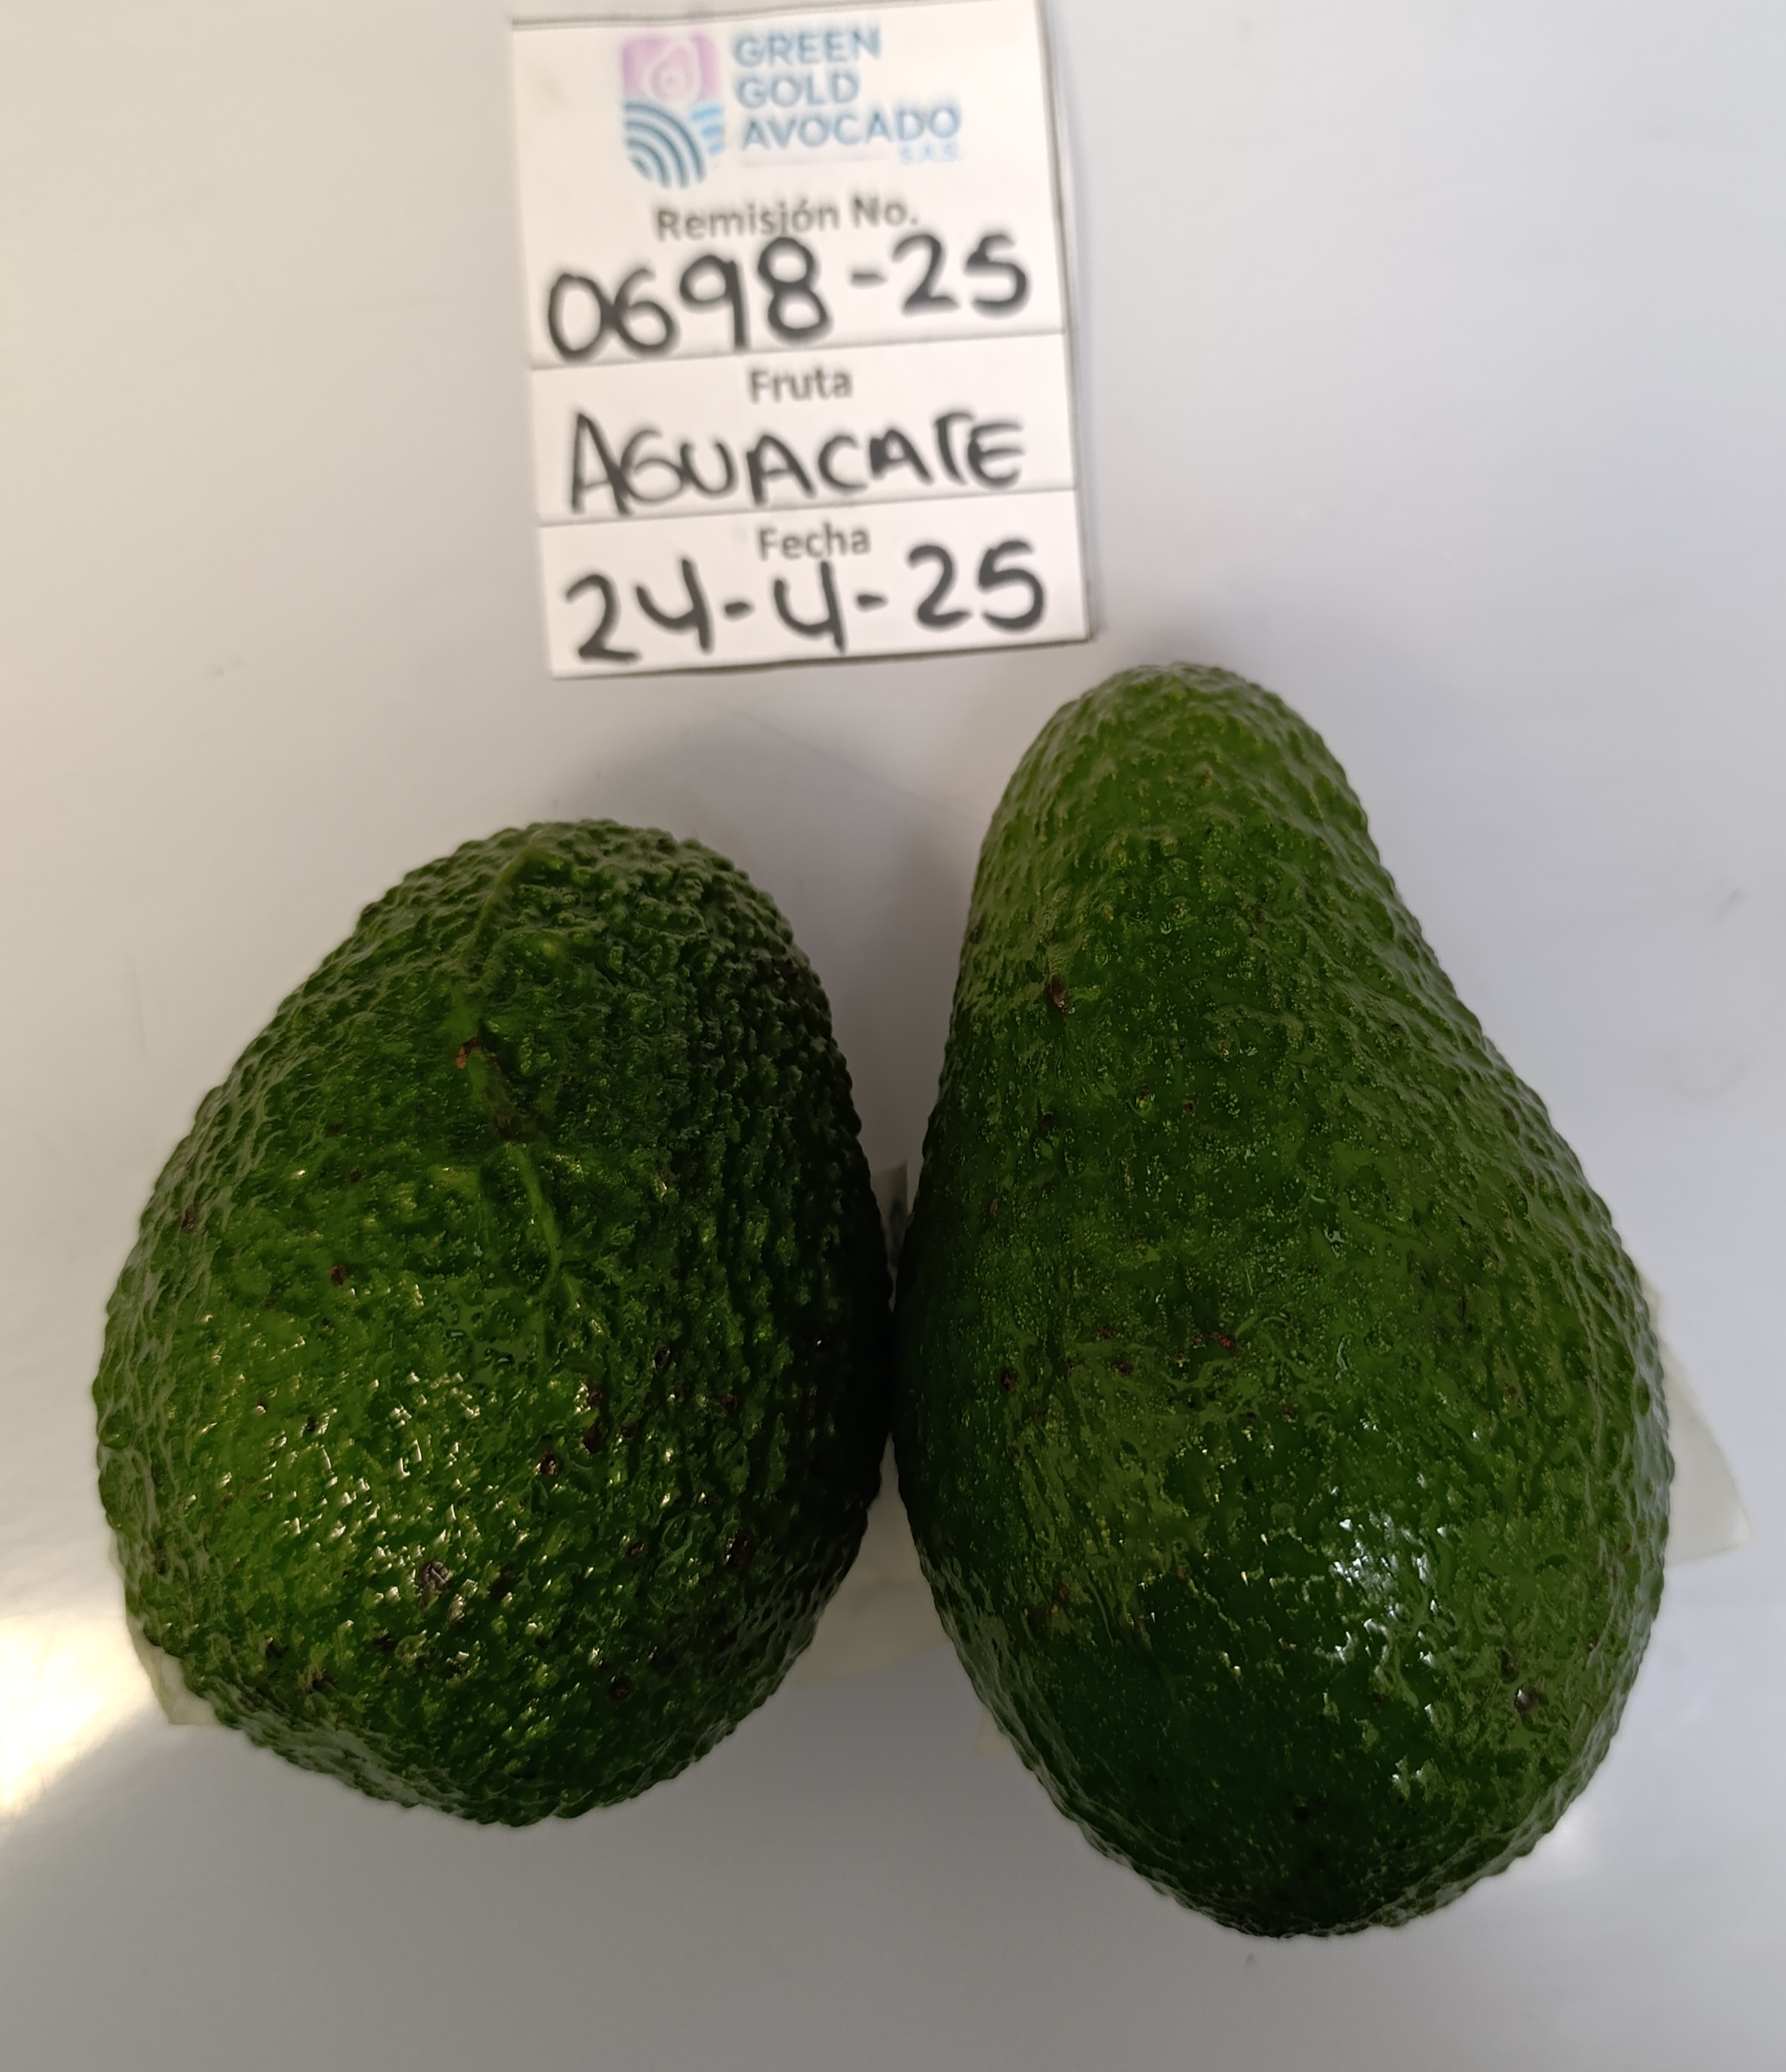 GREEN
GOLD
AVOCADO
S.A.S.
Remisión No.
0698-25
Fruta
AGUACATE
Fecha
24-4-25